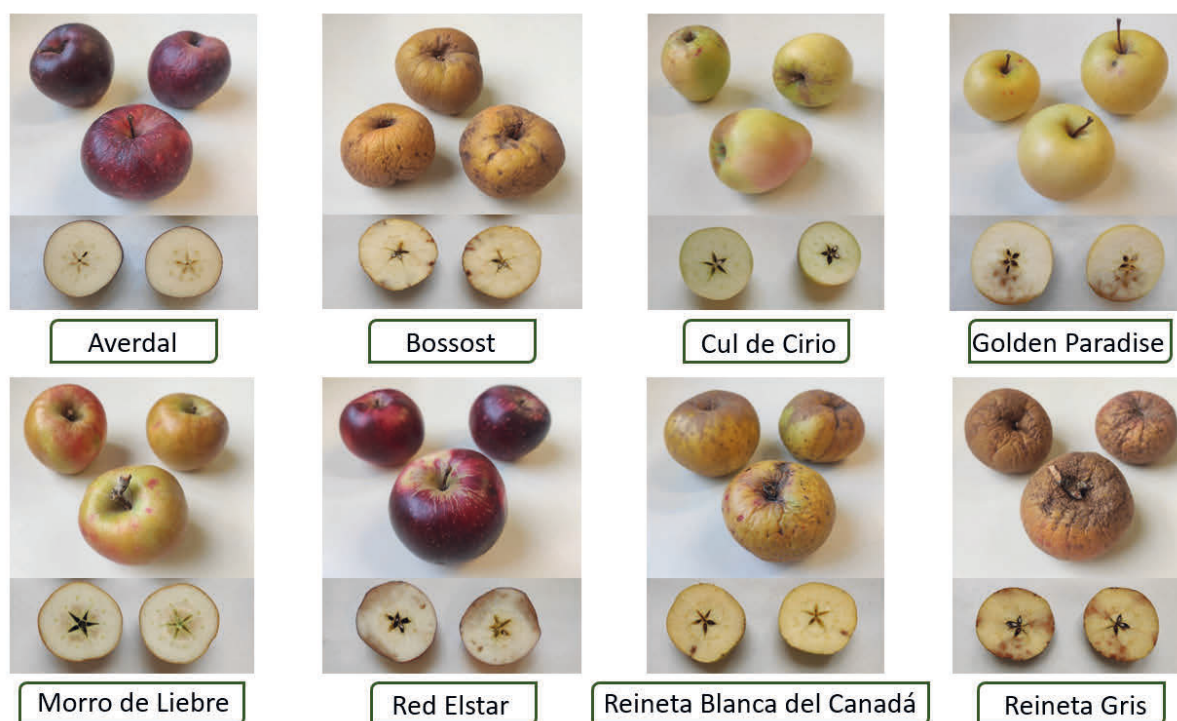 Averdal
Bossost
Cul de Cirio
Golden Paradise
Morro de Liebre
Red Elstar
Reineta Blanca del Canadá
Reineta Gris